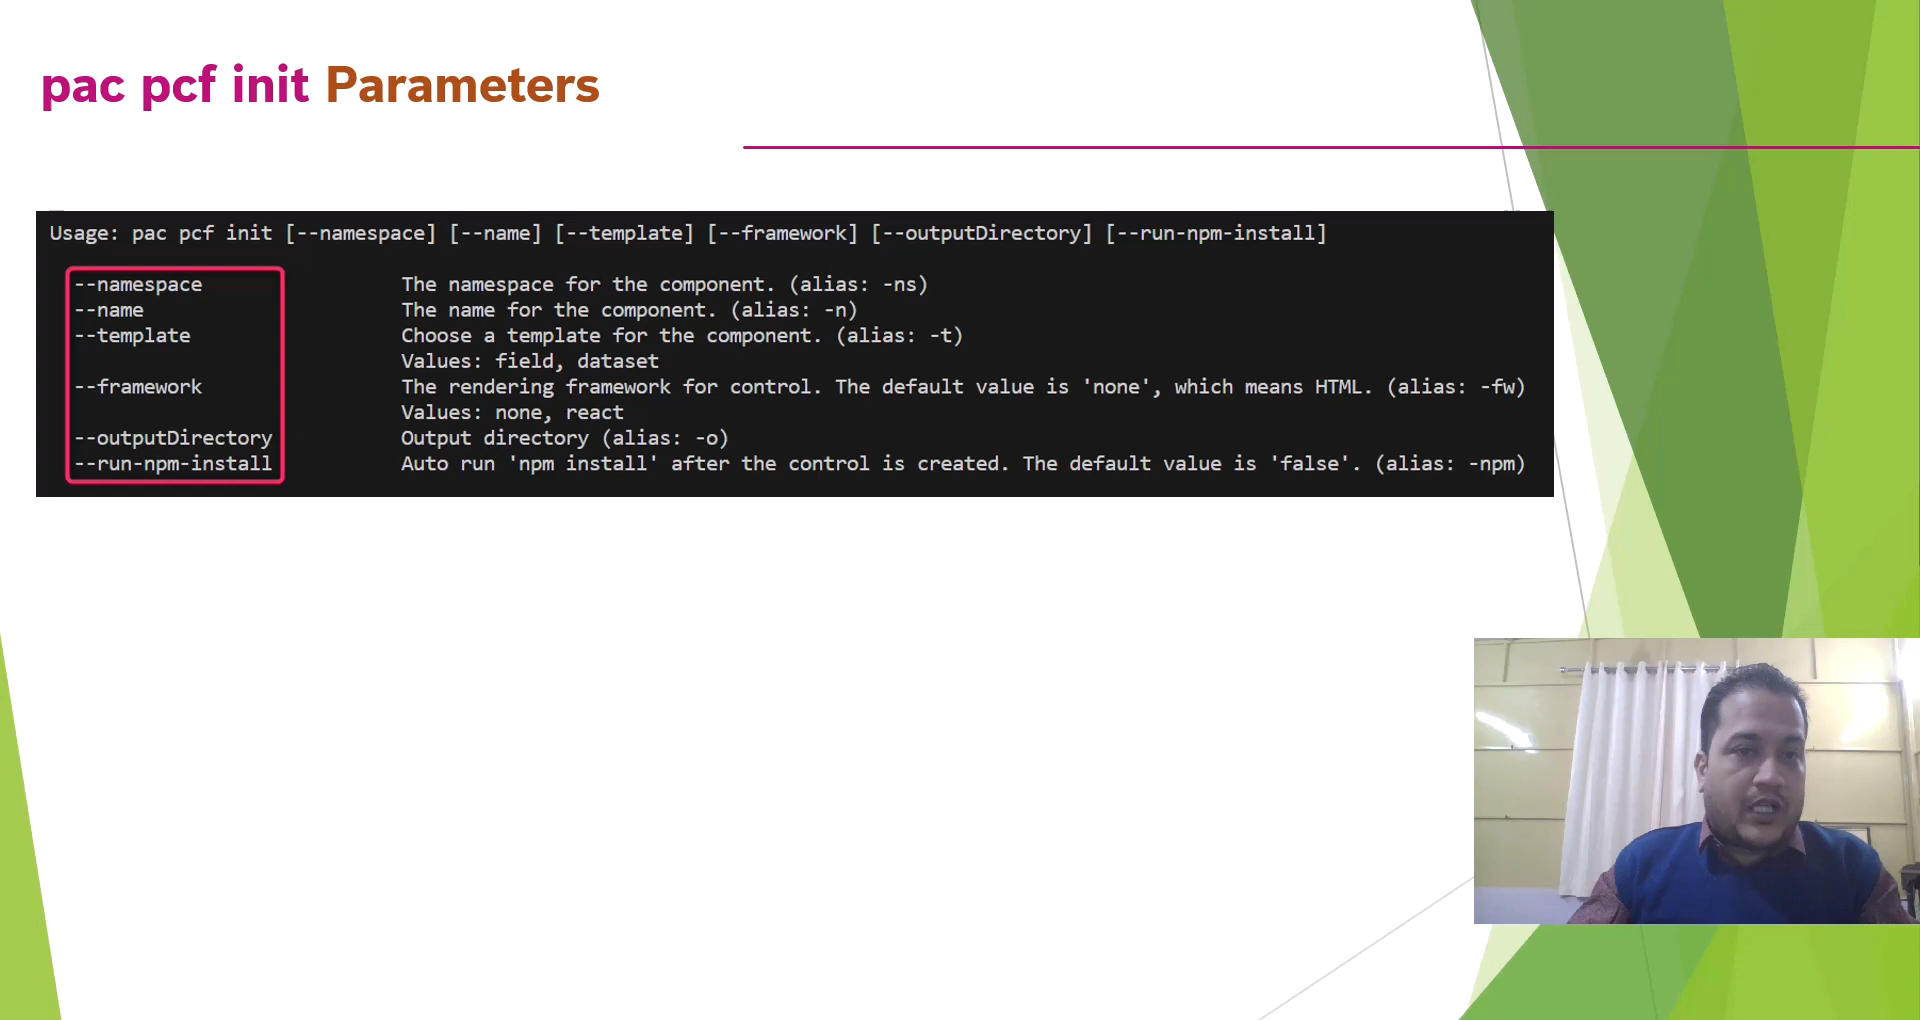 pac pcf init Parameters
Usage: pac pcf init [--namespace] [--name] [--template] [--framework] [--outputDirectory] [--run-npm-install]
--namespace The namespace for the component. (alias: -ns)
--name The name for the component. (alias: -n)
--template Choose a template for the component. (alias: -t)
Values: field, dataset
--framework The rendering framework for control. The default value is 'none', which means HTML. (alias: -fw)
Values: none, react
--outputDirectory Output directory (alias: -o)
--run-npm-install Auto run 'npm install' after the control is created. The default value is 'false'. (alias: -npm)